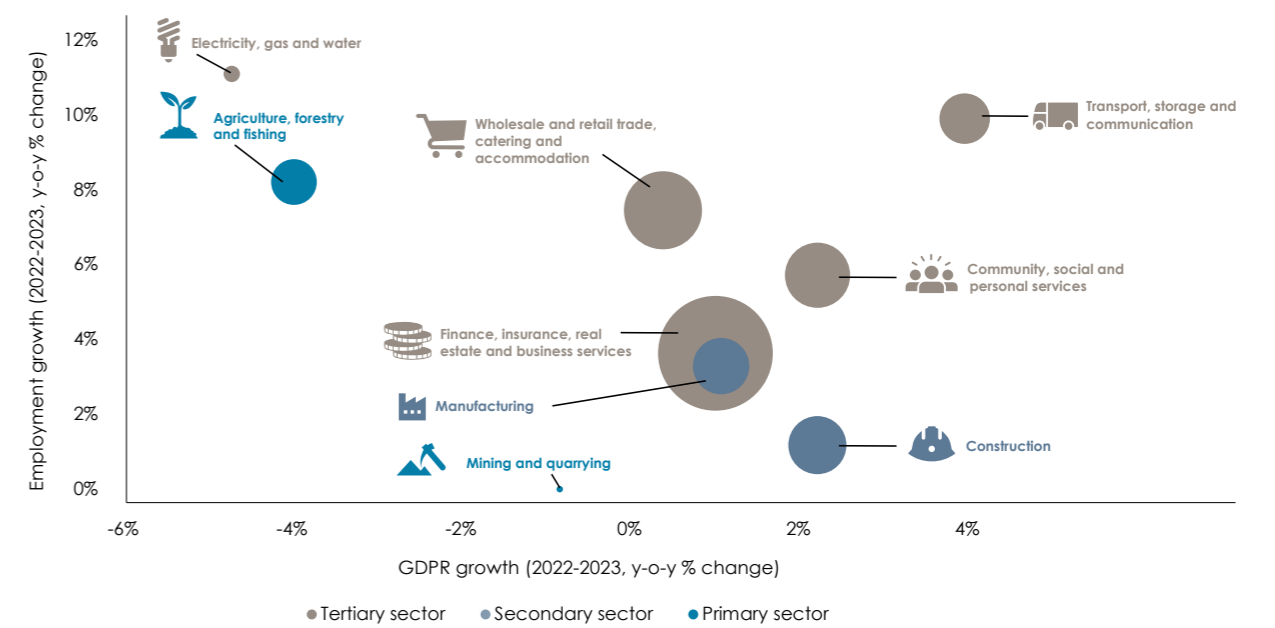 12%
10%
8%
6%
4%
2%
0%
Employment growth (2022-2023, y-o-y % change)
Electricity, gas and water
Agriculture, forestry
and fishing
Wholesale and retail trade,
catering and
accommodation
Transport, storage and
communication
Community, social and
personal services
Finance, insurance, real
estate and business services
Manufacturing
Construction
Mining and quarrying
-6%
-4%
-2%
0%
2%
4%
GDPR growth (2022-2023, y-o-y % change)
Tertiary sector
Secondary sector
Primary sector